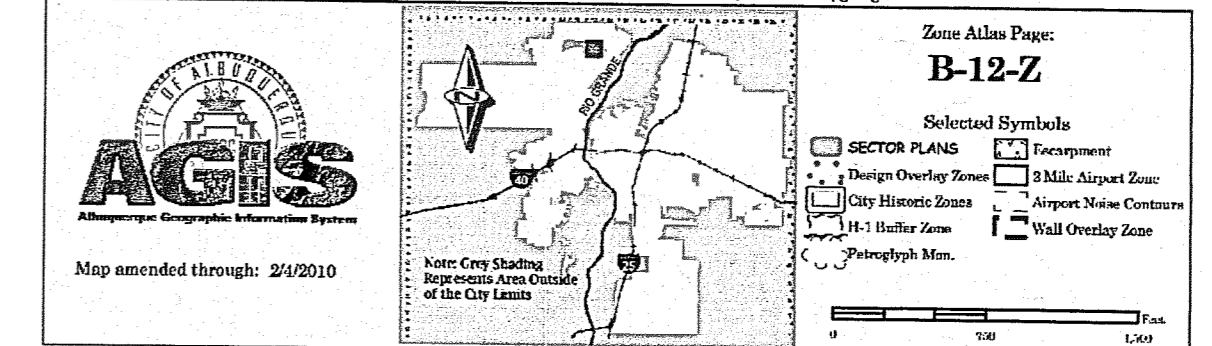 CITY OF ALBUQUERQUE
AGIS
Albuquerque Geographic Information System
Map amended through: 2/4/2010
RIO GRANDE
40
25
Note: Grey Shading
Represents Area Outside
of the City Limits
Zone Atlas Page:
B-12-Z
Selected Symbols
SECTOR PLANS
Escarpment
Design Overlay Zones
2 Mile Airport Zone
City Historic Zones
Airport Noise Contours
H-1 Buffer Zone
Wall Overlay Zone
Petroglyph Mon.
Feet
0
750
1,500